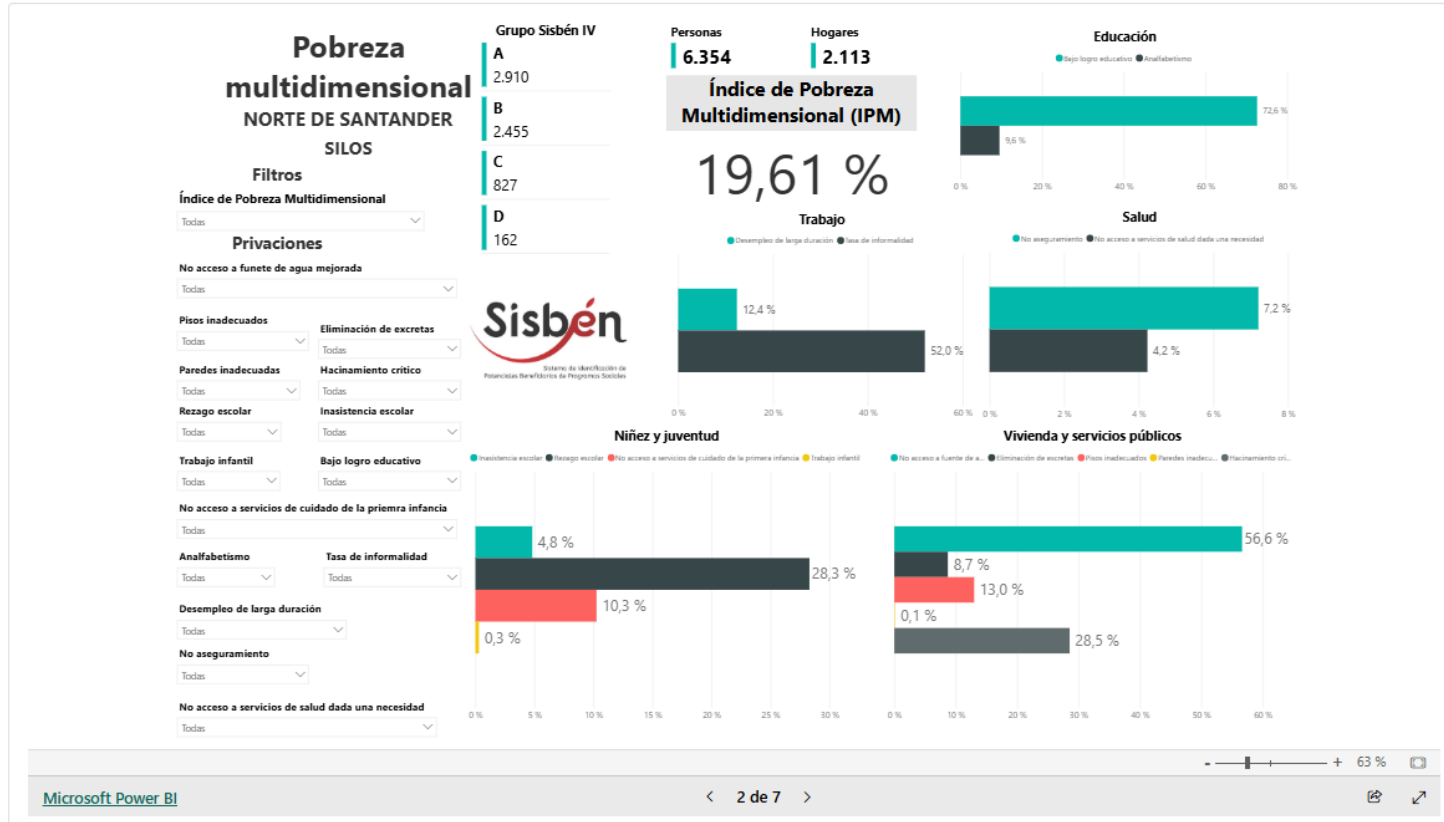 Pobreza
multidimensional
NORTE DE SANTANDER
SILOS
Filtros
Índice de Pobreza Multidimensional
Todas
Privaciones
No acceso a funete de agua mejorada
Todas
Pisos inadecuados
Todas
Eliminación de excretas
Todas
Paredes inadecuadas
Todas
Hacinamiento crítico
Todas
Rezago escolar
Todas
Inasistencia escolar
Todas
Trabajo infantil
Todas
Bajo logro educativo
Todas
No acceso a servicios de cuidado de la priemra infancia
Todas
Analfabetismo
Todas
Tasa de informalidad
Todas
Desempleo de larga duración
Todas
No aseguramiento
Todas
No acceso a servicios de salud dada una necesidad
Todas
Grupo Sisbén IV
A
2.910
B
2.455
C
827
D
162
Sisbén
Sistema de Identificación de
Potenciales Beneficiarios de Programas Sociales
Personas
6.354
Hogares
2.113
Índice de Pobreza
Multidimensional (IPM)
19,61 %
Educación
Bajo logro educativo Analfabetismo
72,6 %
9,6 %
0 % 20 % 40 % 60 % 80 %
Trabajo
Desempleo de larga duración Tasa de informalidad
12,4 %
52,0 %
0 % 20 % 40 % 60 %
Salud
No aseguramiento No acceso a servicios de salud dada una necesidad
7,2 %
4,2 %
0 % 2 % 4 % 6 % 8 %
Niñez y juventud
Inasistencia escolar Rezago escolar No acceso a servicios de cuidado de la primera infancia Trabajo infantil
4,8 %
28,3 %
10,3 %
0,3 %
0 % 5 % 10 % 15 % 20 % 25 % 30 %
Vivienda y servicios públicos
No acceso a fuente de a... Eliminación de excretas Pisos inadecuados Paredes inadecu... Hacinamiento crí...
56,6 %
8,7 %
13,0 %
0,1 %
28,5 %
0 % 10 % 20 % 30 % 40 % 50 % 60 %
- + 63 %
Microsoft Power BI
< 2 de 7 >